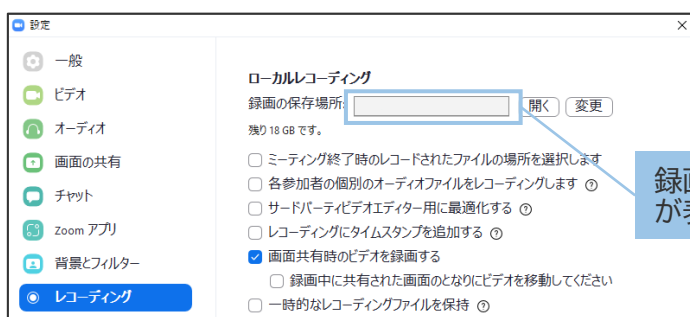 設定
一般
ビデオ
オーディオ
画面の共有
チャット
Zoom アプリ
背景とフィルター
レコーディング
ローカルレコーディング
録画の保存場所: 開く 変更
残り 18 GB です。
ミーティング終了時のレコードされたファイルの場所を選択します
各参加者の個別のオーディオファイルをレコーディングします
サードパーティビデオエディター用に最適化する
レコーディングにタイムスタンプを追加する
画面共有時のビデオを録画する
録画中に共有された画面のとなりにビデオを移動してください
一時的なレコーディングファイルを保持
録
が